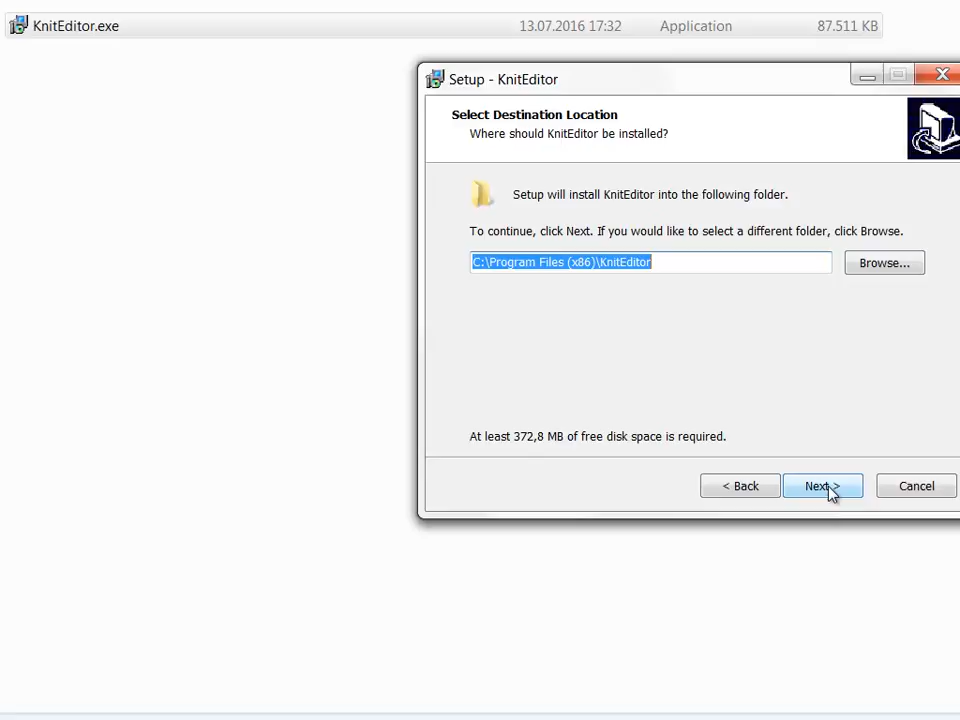 KnitEditor.exe 13.07.2016 17:32 Application 87.511 KB
Setup - KnitEditor
Select Destination Location
Where should KnitEditor be installed?
Setup will install KnitEditor into the following folder.
To continue, click Next. If you would like to select a different folder, click Browse.
C:\Program Files (x86)\KnitEditor Browse...
At least 372,8 MB of free disk space is required.
< Back Next > Cancel